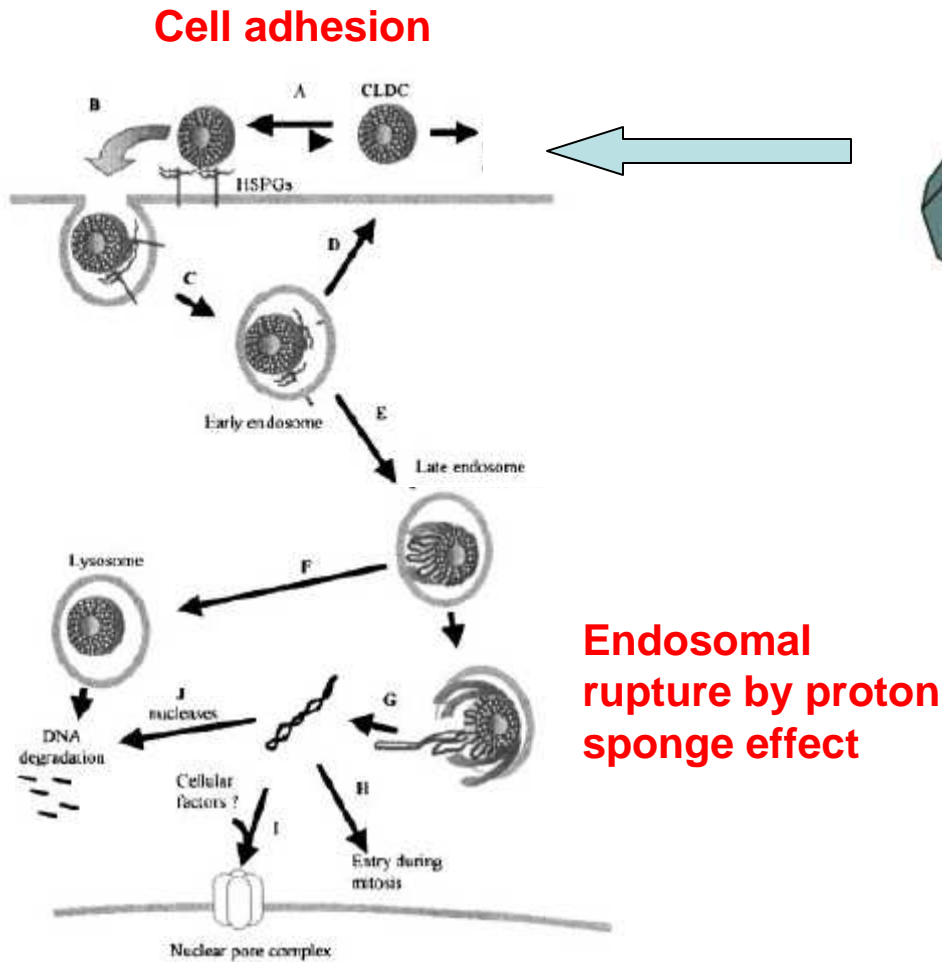 Cell adhesion
A
CLDC
B
HSPGs
D
C
E
Early endosome
Late endosome
Lysosome
F
Endosomal
rupture by proton
sponge effect
J
nucleases
G
DNA
degradation
Cellular
factors ?
H
I
Entry during
mitosis
Nuclear pore complex